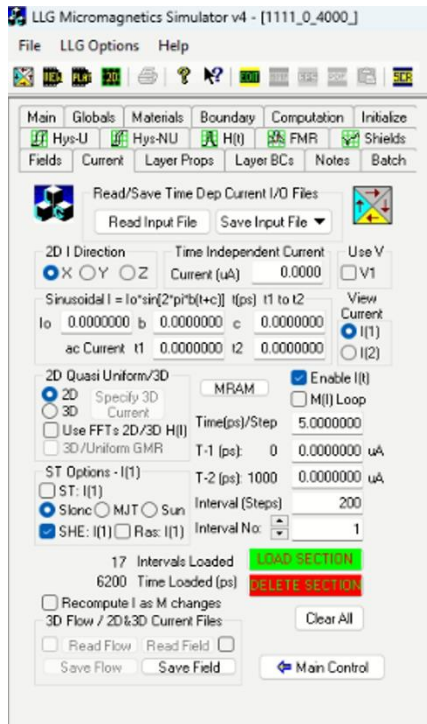 LLG Micromagnetics Simulator v4 - [1111_0_4000_]
File LLG Options Help
Main Globals Materials Boundary Computation Initialize
Hys-U Hys-NU H(t) FMR Shields
Fields Current Layer Props Layer BCs Notes Batch
Read/Save Time Dep Current I/O Files
Read Input File Save Input File
2D I Direction Time Independent Current Use V
X Y Z Current (uA) 0.0000 V1
Sinusoidal I = Io*sin[2*pi*b(t+c)] t(ps) t1 to t2 View Current
Io 0.0000000 b 0.0000000 c 0.0000000 I(1)
ac Current t1 0.0000000 t2 0.0000000 I(2)
2D Quasi Uniform/3D
2D Specify 3D Current MRAM Enable I(t)
3D M(I) Loop
Use FFTs 2D/3D H(I) Time(ps)/Step 5.0000000
3D/Uniform GMR T-1 (ps): 0 0.0000000 uA
ST Options - I(1) T-2 (ps): 1000 0.0000000 uA
ST: I(1)
Slonc MJT Sun Interval (Steps) 200
SHE: I(1) Ras: I(1) Interval No: 1
17 Intervals Loaded LOAD SECTION
6200 Time Loaded (ps) DELETE SECTION
Recompute I as M changes
3D Flow / 2D&3D Current Files Clear All
Read Flow Read Field
Save Flow Save Field Main Control